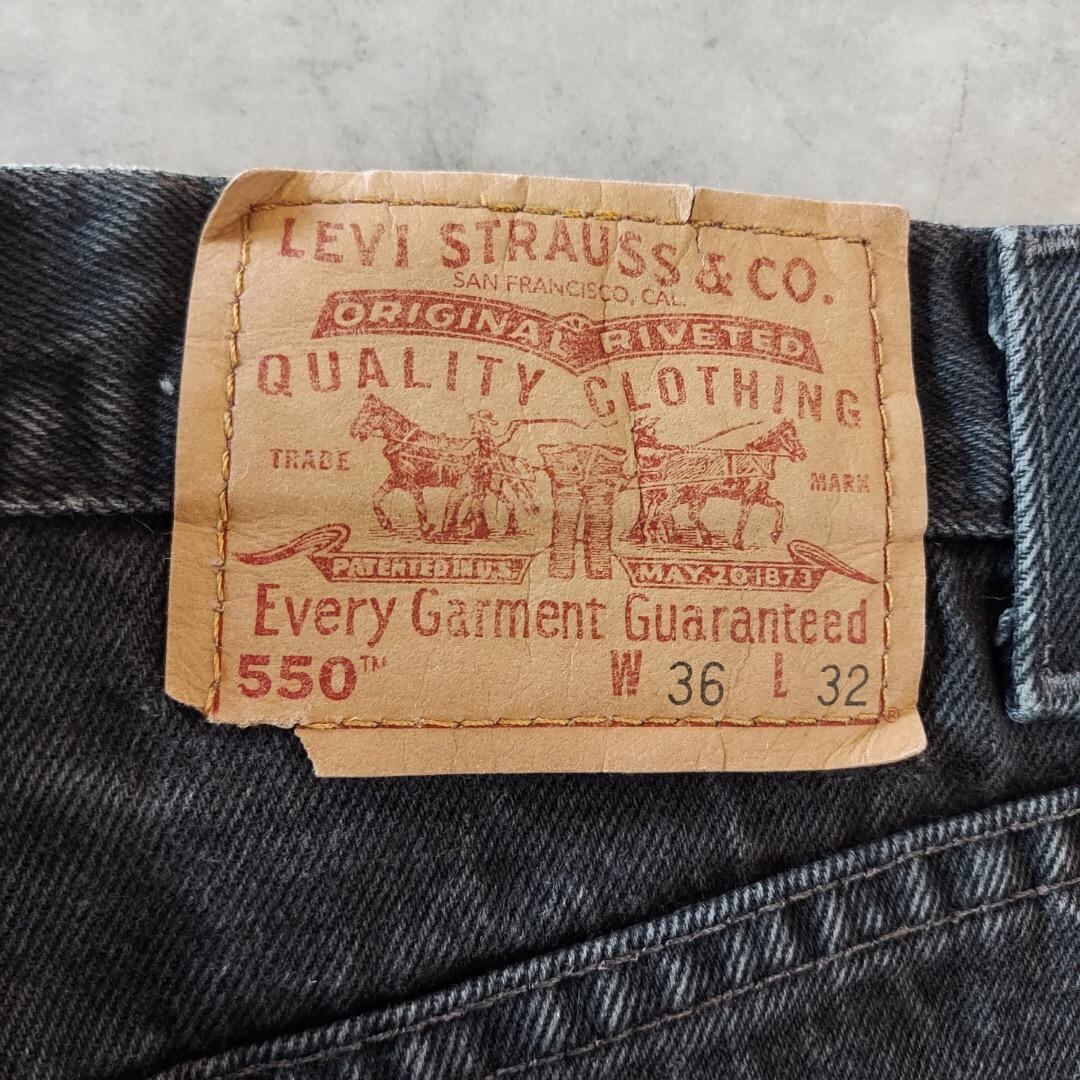 LEVI STRAUSS & CO.
SAN FRANCISCO, CAL.
ORIGINAL RIVETED
QUALITY CLOTHING
TRADE MARK
PATENTED IN U.S. MAY 20 1873
Every Garment Guaranteed
550™ W 36 L 32
®